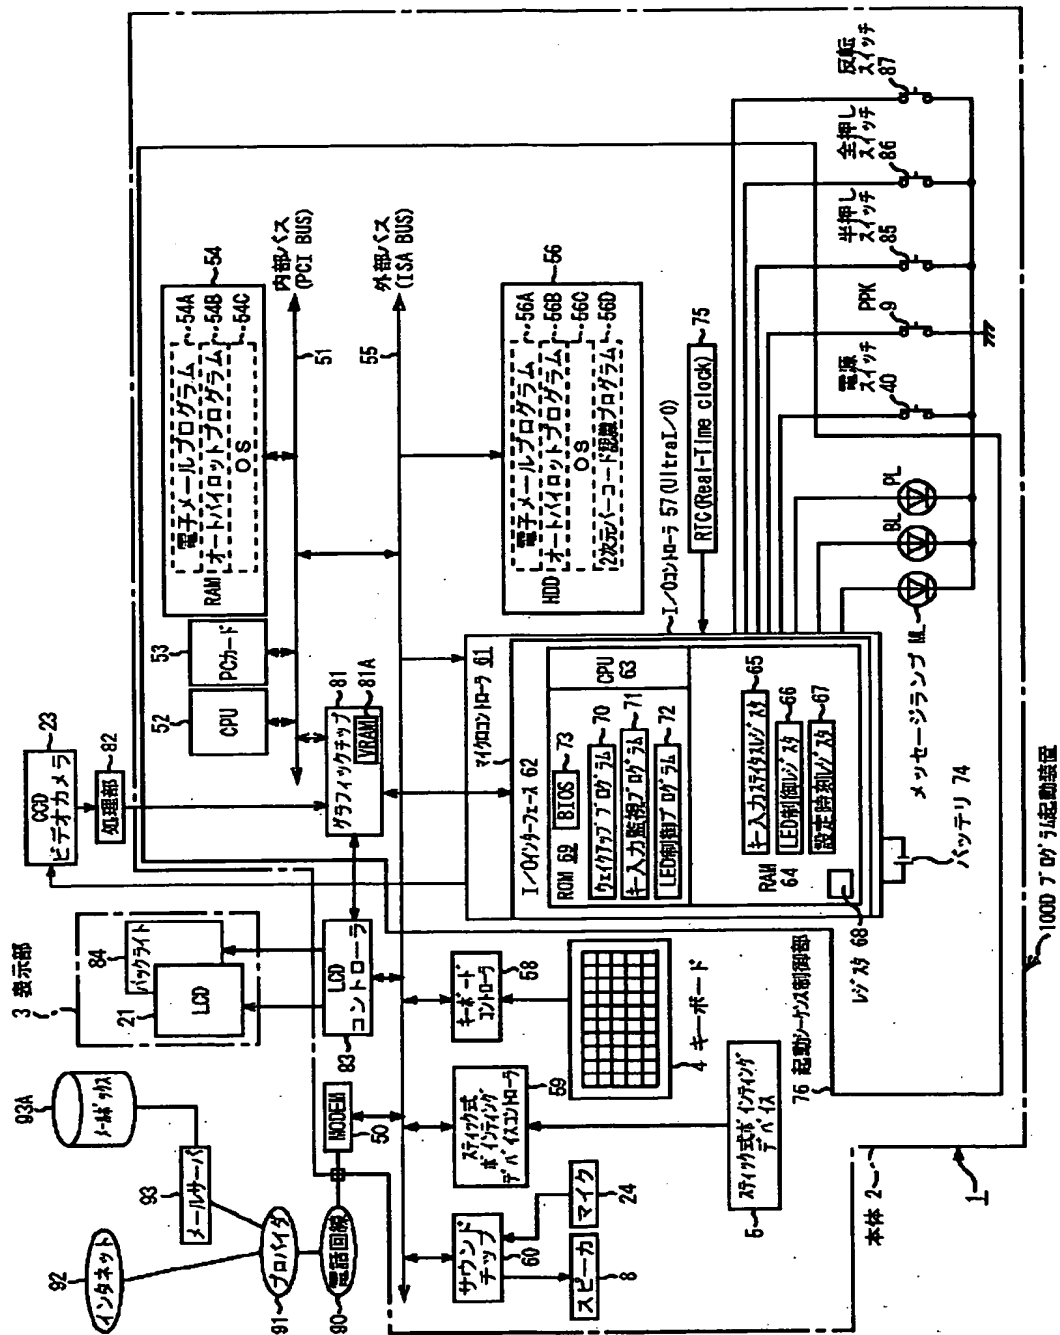 92
インタネット
93A
メールボックス
93
メールサーバ
91
プロバイダ
90
電話回線
MODEM
50
3 表示部
84
バックライト
21
LCD
LCD
コントローラ
83
23
CCD
ビデオカメラ
82
処理部
81
グラフィックチップ
81A
VRAM
52
CPU
53
PCカード
54
RAM
電子メールプログラム
54A
オートパイロットプログラム
54B
OS
54C
内部バス
(PCI BUS)
51
外部バス
(ISA BUS)
55
56
HDD
電子メールプログラム
56A
オートパイロットプログラム
56B
OS
56C
2次元バーコード認識プログラム
56D
サウンド
チップ
60
スピーカ
8
マイク
24
スティック式
ポインティング
デバイスコントローラ
59
スティック式ポインティング
デバイス
5
キーボード
コントローラ
58
4 キーボード
I/Oコントローラ 57(UltraI/O)
マイクロコントローラ 61
I/Oインターフェース 62
ROM 69
BIOS
73
ウェイクアップ プログラム
70
キー入力監視プログラム
71
LED制御プログラム
72
CPU
63
RAM
64
キー入力ステイタスレジスタ
65
LED制御レジスタ
66
設定時刻レジスタ
67
レジスタ 68
RTC(Real-Time clock)
75
バッテリ 74
メッセージランプ ML
BL
PL
電源
スイッチ
40
PPK
9
半押し
スイッチ
85
全押し
スイッチ
86
反転
スイッチ
87
76 起動シーケンス制御部
本体 2
1
100D プログラム起動装置